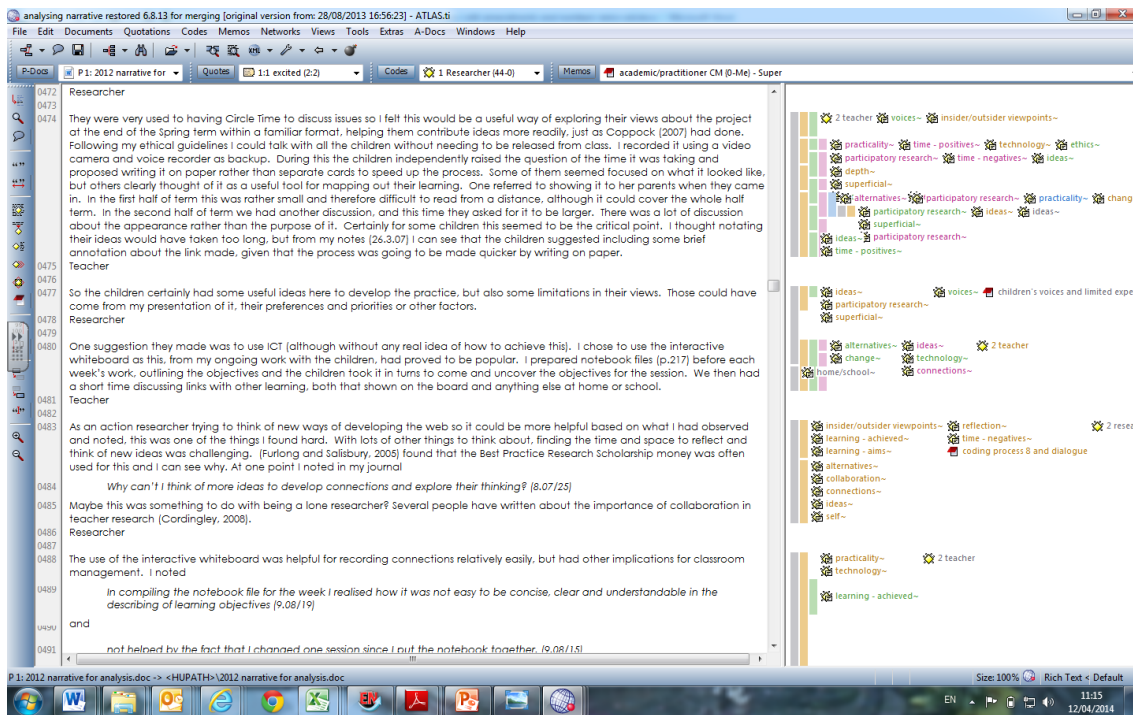 analysing narrative restored 6.8.13 for merging [original version from: 28/08/2013 16:56:23] - ATLAS.ti
File Edit Documents Quotations Codes Memos Networks Views Tools Extras A-Docs Windows Help
P-Docs P 1: 2012 narrative for Quotes 1:1 excited (2:2) Codes 1 Researcher (44-0) Memos academic/practitioner CM (0-Me) - Super
0472 Researcher
0473
0474 They were very used to having Circle Time to discuss issues so I felt this would be a useful way of exploring their views about the project
at the end of the Spring term within a familiar format, helping them contribute ideas more readily, just as Coppock (2007) had done.
Following my ethical guidelines I could talk with all the children without needing to be released from class. I recorded it using a video
camera and voice recorder as backup. During this the children independently raised the question of the time it was taking and
proposed writing it on paper rather than separate cards to speed up the process. Some of them seemed focused on what it looked like,
but others clearly thought of it as a useful tool for mapping out their learning. One referred to showing it to her parents when they came
in. In the first half of term this was rather small and therefore difficult to read from a distance, although it could cover the whole half
term. In the second half of term we had another discussion, and this time they asked for it to be larger. There was a lot of discussion
about the appearance rather than the purpose of it. Certainly for some children this seemed to be the critical point. I thought notating
their ideas would have taken too long, but from my notes (26.3.07) I can see that the children suggested including some brief
annotation about the link made, given that the process was going to be made quicker by writing on paper.
0475 Teacher
0476
0477 So the children certainly had some useful ideas here to develop the practice, but also some limitations in their views. Those could have
come from my presentation of it, their preferences and priorities or other factors.
0478 Researcher
0479
0480 One suggestion they made was to use ICT (although without any real idea of how to achieve this). I chose to use the interactive
whiteboard as this, from my ongoing work with the children, had proved to be popular. I prepared notebook files (p.217) before each
week's work, outlining the objectives and the children took it in turns to come and uncover the objectives for the session. We then had
a short time discussing links with other learning, both that shown on the board and anything else at home or school.
0481 Teacher
0482
0483 As an action researcher trying to think of new ways of developing the web so it could be more helpful based on what I had observed
and noted, this was one of the things I found hard. With lots of other things to think about, finding the time and space to reflect and
think of new ideas was challenging. (Furlong and Salisbury, 2005) found that the Best Practice Research Scholarship money was often
used for this and I can see why. At one point I noted in my journal
0484 Why can't I think of more ideas to develop connections and explore their thinking? (8.07/25)
0485 Maybe this was something to do with being a lone researcher? Several people have written about the importance of collaboration in
teacher research (Cordingley, 2008).
0486 Researcher
0487
0488 The use of the interactive whiteboard was helpful for recording connections relatively easily, but had other implications for classroom
management. I noted
0489 In compiling the notebook file for the week I realised how it was not easy to be concise, clear and understandable in the
describing of learning objectives (9.08/19)
0490 and
0491 not helped by the fact that I changed one session since I put the notebook together. (9.08/15)
2 teacher voices~ insider/outsider viewpoints~
practicality~ time - positives~ technology~ ethics~
participatory research~ time - negatives~ ideas~
depth~
superficial~
alternatives~ participatory research~ practicality~ chang
participatory research~ ideas~ ideas~
superficial~
ideas~ participatory research~
time - positives~
ideas~ voices~ children's voices and limited expe
participatory research~
superficial~
alternatives~ ideas~ 2 teacher
change~ technology~
home/school~ connections~
insider/outsider viewpoints~ reflection~ 2 resea
learning - achieved~ time - negatives~
learning - aims~ coding process 8 and dialogue
alternatives~
collaboration~
connections~
ideas~
self~
practicality~ 2 teacher
technology~
learning - achieved~
P 1: 2012 narrative for analysis.doc -> <HUPATH>\2012 narrative for analysis.doc Size: 100% Rich Text < Default
EN 11:15
12/04/2014